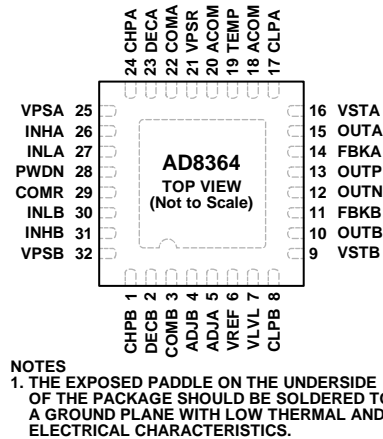 24 CHPA
23 DECA
22 COMA
21 VPSR
20 ACOM
19 TEMP
18 ACOM
17 CLPA
VPSA 25
INHA 26
INLA 27
PWDN 28
COMR 29
INLB 30
INHB 31
VPSB 32
AD8364
TOP VIEW
(Not to Scale)
16 VSTA
15 OUTA
14 FBKA
13 OUTP
12 OUTN
11 FBKB
10 OUTB
9 VSTB
CHPB 1
DECB 2
COMB 3
ADJB 4
ADJA 5
VREF 6
VLVL 7
CLPB 8
NOTES
1. THE EXPOSED PADDLE ON THE UNDERSIDE
OF THE PACKAGE SHOULD BE SOLDERED TO
A GROUND PLANE WITH LOW THERMAL AND
ELECTRICAL CHARACTERISTICS.